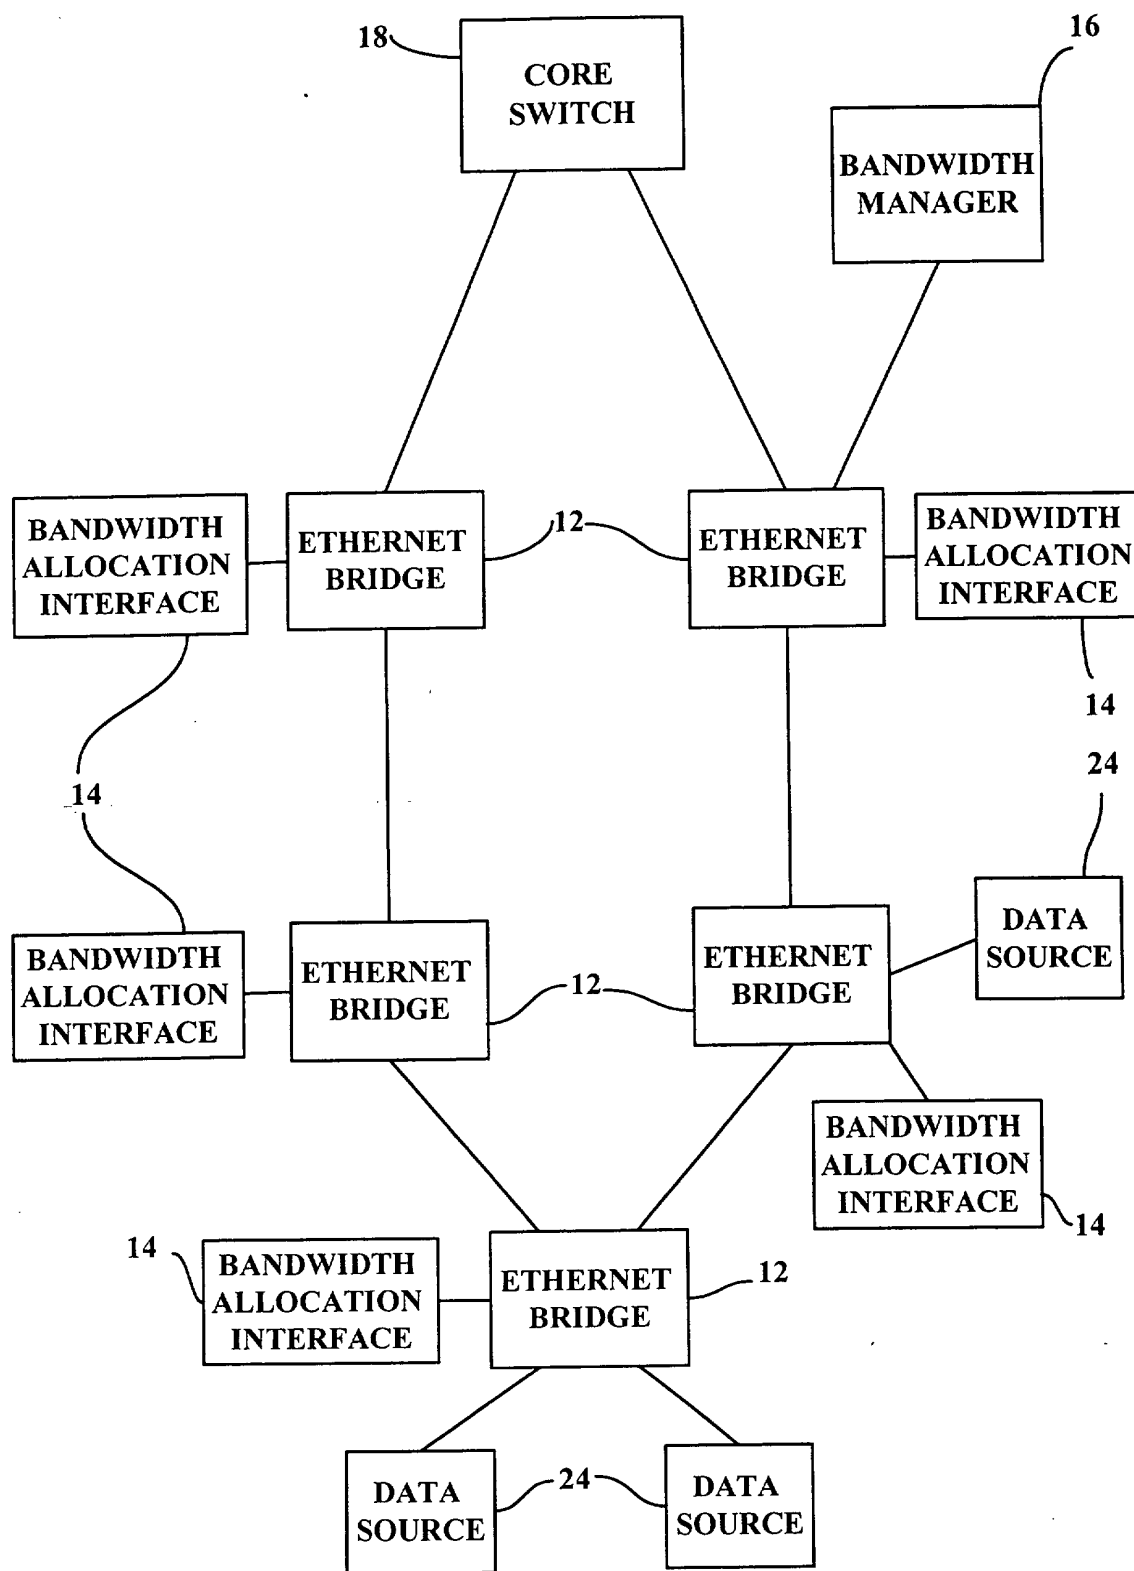 18
CORE
SWITCH
16
BANDWIDTH
MANAGER
BANDWIDTH
ALLOCATION
INTERFACE
ETHERNET
BRIDGE
12
ETHERNET
BRIDGE
BANDWIDTH
ALLOCATION
INTERFACE
14
14
24
BANDWIDTH
ALLOCATION
INTERFACE
ETHERNET
BRIDGE
12
ETHERNET
BRIDGE
DATA
SOURCE
BANDWIDTH
ALLOCATION
INTERFACE
14
14
BANDWIDTH
ALLOCATION
INTERFACE
ETHERNET
BRIDGE
12
DATA
SOURCE
24
DATA
SOURCE